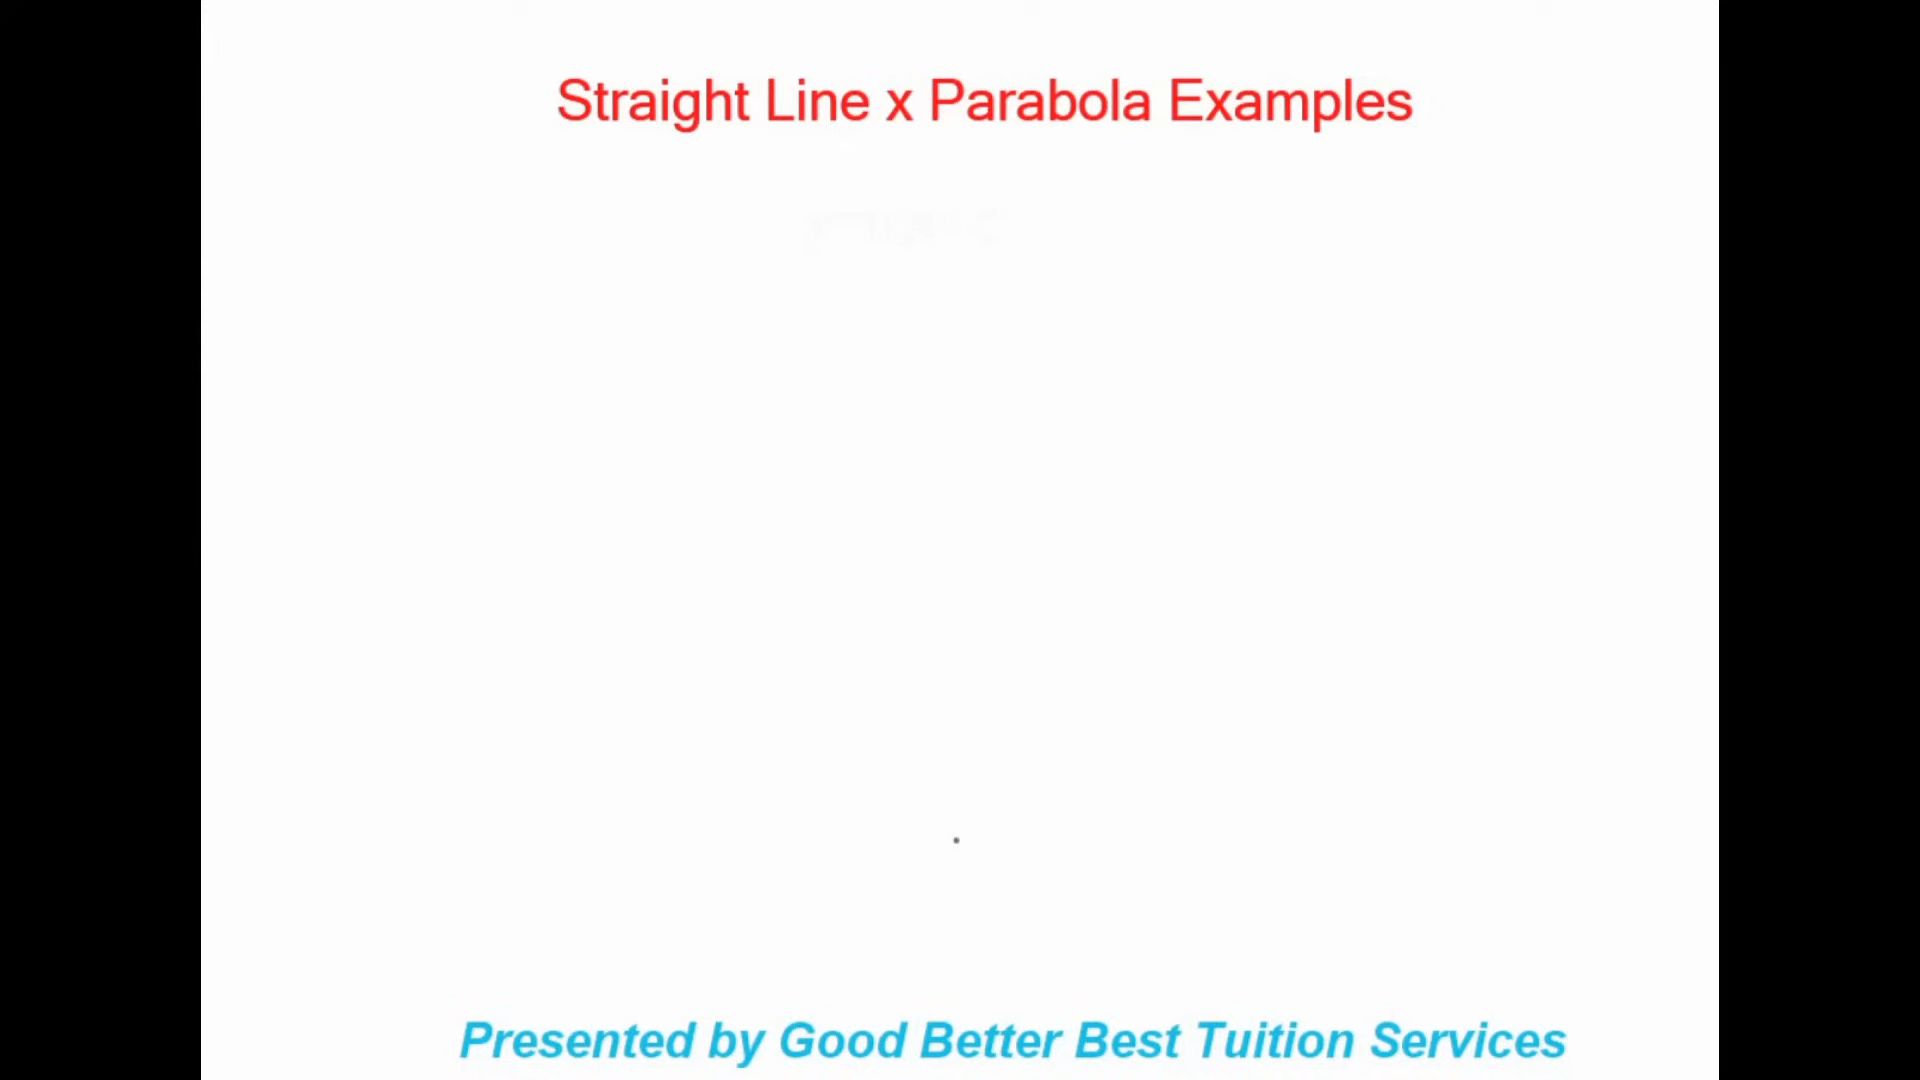 Straight Line x Parabola Examples
Presented by Good Better Best Tuition Services